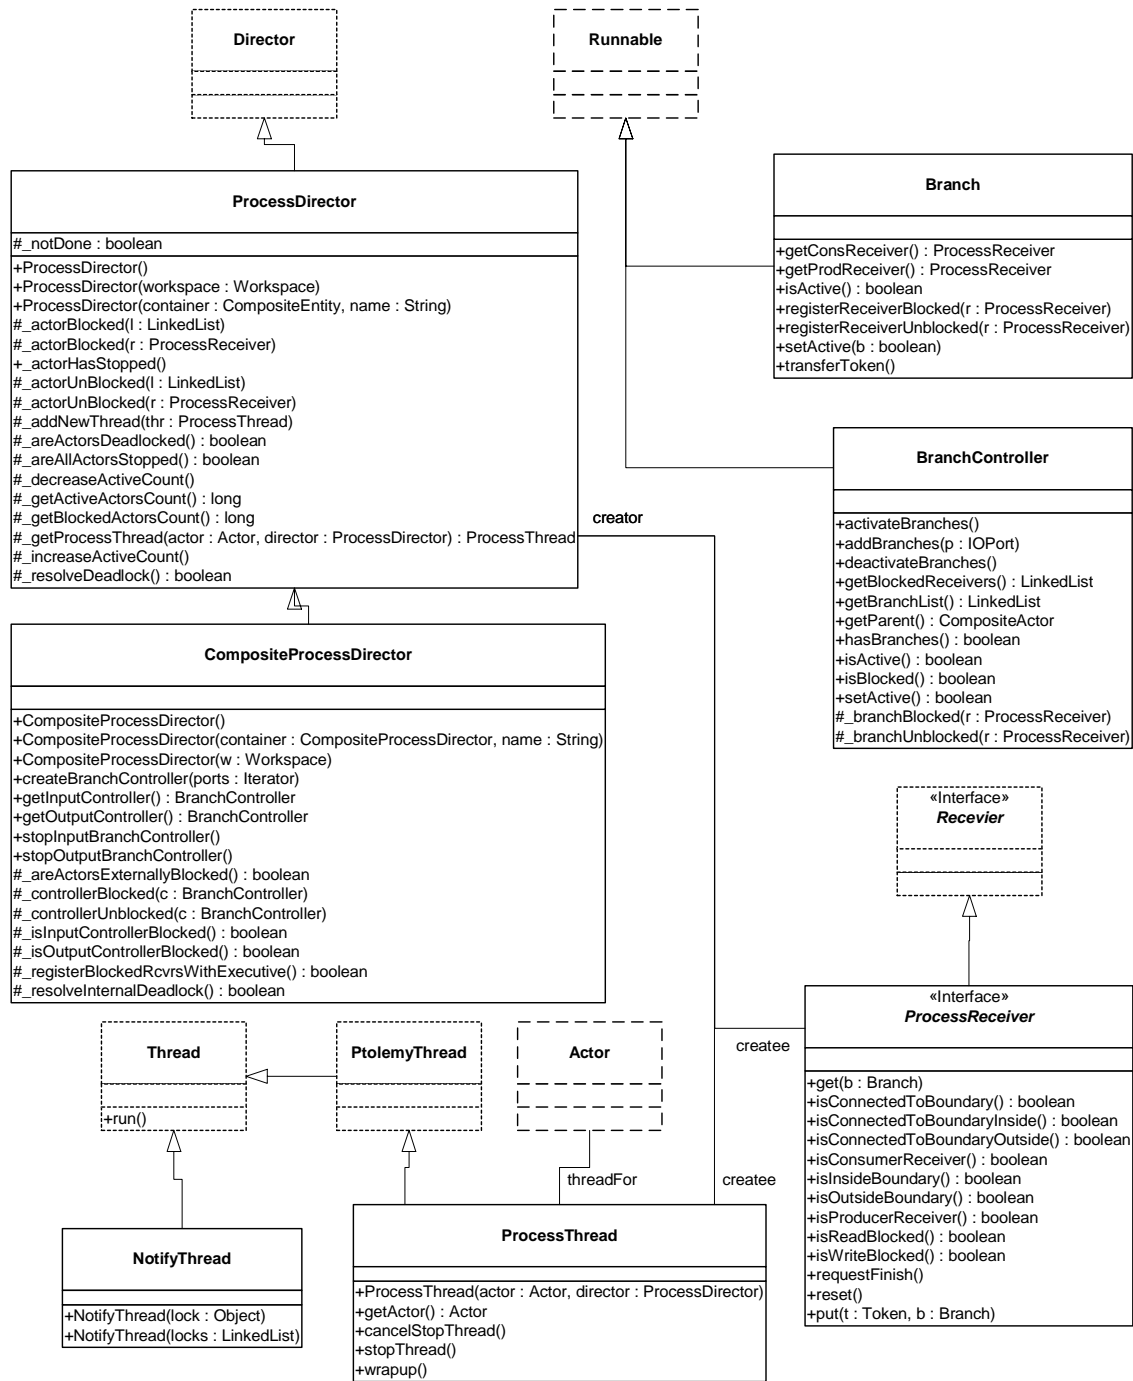 Director
Runnable
ProcessDirector
#_notDone : boolean
+ProcessDirector()
+ProcessDirector(workspace : Workspace)
+ProcessDirector(container : CompositeEntity, name : String)
#_actorBlocked(l : LinkedList)
#_actorBlocked(r : ProcessReceiver)
+_actorHasStopped()
#_actorUnBlocked(l : LinkedList)
#_actorUnBlocked(r : ProcessReceiver)
#_addNewThread(thr : ProcessThread)
#_areActorsDeadlocked() : boolean
#_areAllActorsStopped() : boolean
#_decreaseActiveCount()
#_getActiveActorsCount() : long
#_getBlockedActorsCount() : long
#_getProcessThread(actor : Actor, director : ProcessDirector) : ProcessThread
#_increaseActiveCount()
#_resolveDeadlock() : boolean
Branch
+getConsReceiver() : ProcessReceiver
+getProdReceiver() : ProcessReceiver
+isActive() : boolean
+registerReceiverBlocked(r : ProcessReceiver)
+registerReceiverUnblocked(r : ProcessReceiver)
+setActive(b : boolean)
+transferToken()
BranchController
+activateBranches()
+addBranches(p : IOPort)
+deactivateBranches()
+getBlockedReceivers() : LinkedList
+getBranchList() : LinkedList
+getParent() : CompositeActor
+hasBranches() : boolean
+isActive() : boolean
+isBlocked() : boolean
+setActive() : boolean
#_branchBlocked(r : ProcessReceiver)
#_branchUnblocked(r : ProcessReceiver)
creator
CompositeProcessDirector
+CompositeProcessDirector()
+CompositeProcessDirector(container : CompositeProcessDirector, name : String)
+CompositeProcessDirector(w : Workspace)
+createBranchController(ports : Iterator)
+getInputController() : BranchController
+getOutputController() : BranchController
+stopInputBranchController()
+stopOutputBranchController()
#_areActorsExternallyBlocked() : boolean
#_controllerBlocked(c : BranchController)
#_controllerUnblocked(c : BranchController)
#_isInputControllerBlocked() : boolean
#_isOutputControllerBlocked() : boolean
#_registerBlockedRcvrsWithExecutive() : boolean
#_resolveInternalDeadlock() : boolean
«Interface»
Recevier
«Interface»
ProcessReceiver
+get(b : Branch)
+isConnectedToBoundary() : boolean
+isConnectedToBoundaryInside() : boolean
+isConnectedToBoundaryOutside() : boolean
+isConsumerReceiver() : boolean
+isInsideBoundary() : boolean
+isOutsideBoundary() : boolean
+isProducerReceiver() : boolean
+isReadBlocked() : boolean
+isWriteBlocked() : boolean
+requestFinish()
+reset()
+put(t : Token, b : Branch)
createe
Thread
+run()
PtolemyThread
Actor
threadFor
createe
NotifyThread
+NotifyThread(lock : Object)
+NotifyThread(locks : LinkedList)
ProcessThread
+ProcessThread(actor : Actor, director : ProcessDirector)
+getActor() : Actor
+cancelStopThread()
+stopThread()
+wrapup()